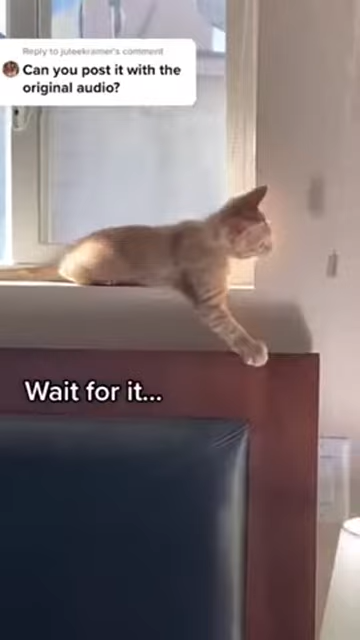 Reply to juleekramer's comment
Can you post it with the
original audio?
Wait for it...